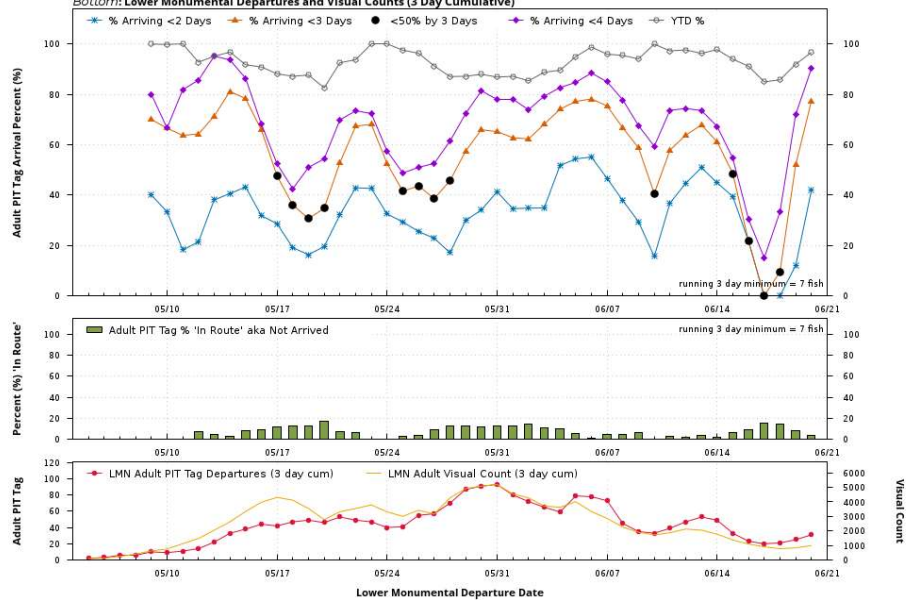 Bottom: Lower Monumental Departures and Visual Counts (3 Day Cumulative)
% Arriving <2 Days % Arriving <3 Days <50% by 3 Days % Arriving <4 Days YTD %
Adult PIT Tag Arrival Percent (%)
100 100
80 80
60 60
40 40
20 20
0 0
running 3 day minimum = 7 fish
05/10 05/17 05/24 05/31 06/07 06/14 06/21
Adult PIT Tag % 'In Route' aka Not Arrived
running 3 day minimum = 7 fish
Percent (%) 'In Route'
100 100
80 80
60 60
40 40
20 20
0 0
05/10 05/17 05/24 05/31 06/07 06/14 06/21
LMN Adult PIT Tag Departures (3 day cum) LMN Adult Visual Count (3 day cum)
Adult PIT Tag
120
100
80
60
40
20
0
6000
5000
4000
3000
2000
1000
0
Visual Count
05/10 05/17 05/24 05/31 06/07 06/14 06/21
Lower Monumental Departure Date